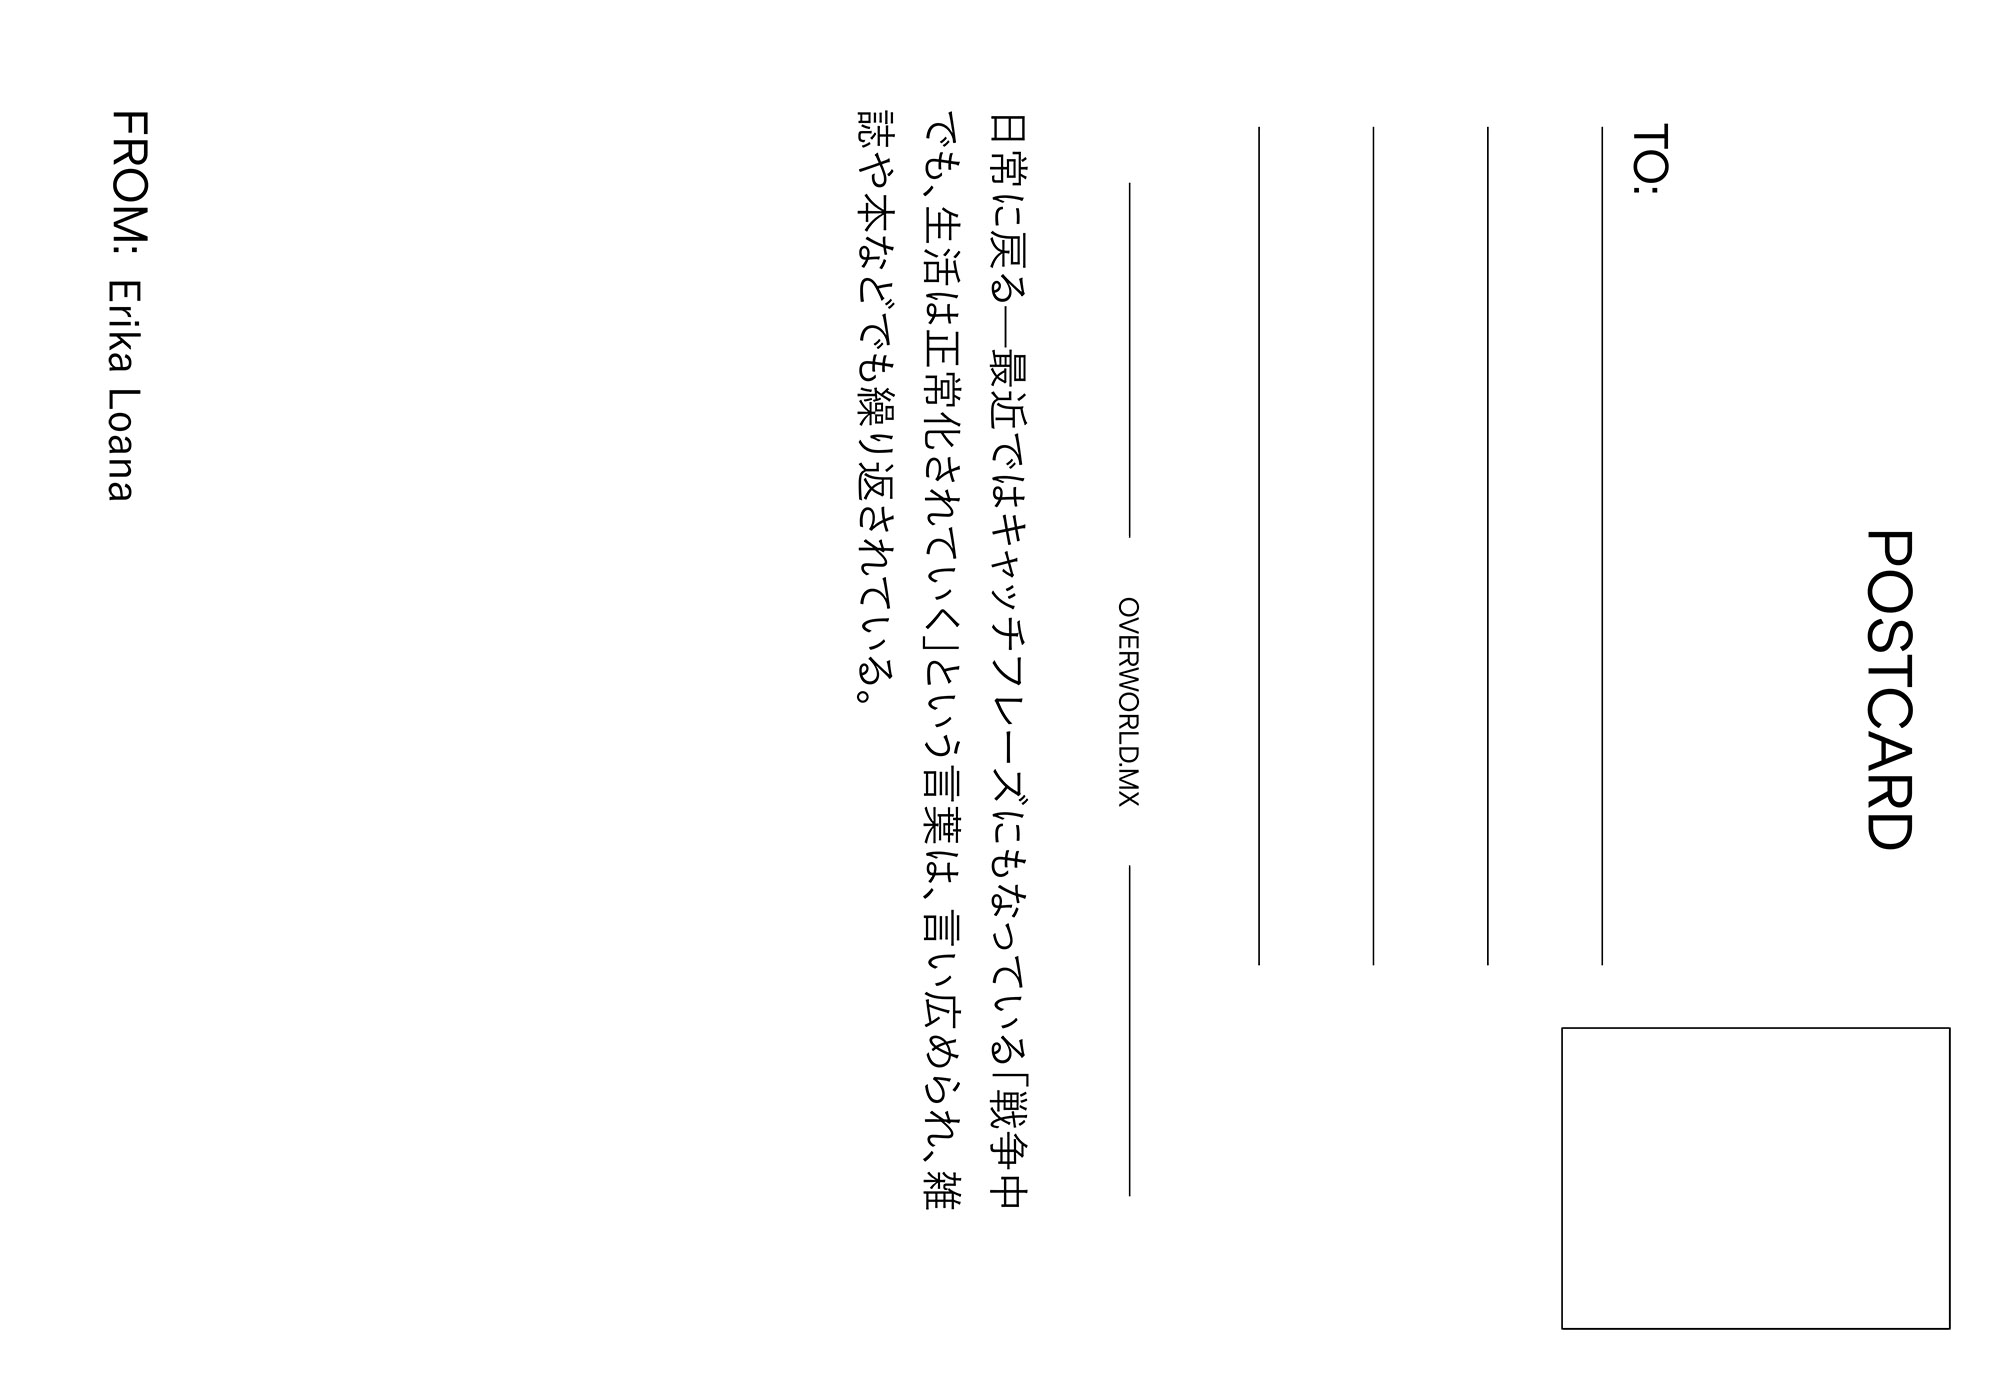 POSTCARD
TO:
OVERWORLD.MX
日常に戻る—最近ではキャッチフレーズにもなっている「戦争中
でも、生活は正常化されていく」という言葉は、言い広められ、雑
誌や本などでも繰り返されている。
FROM: Erika Loana